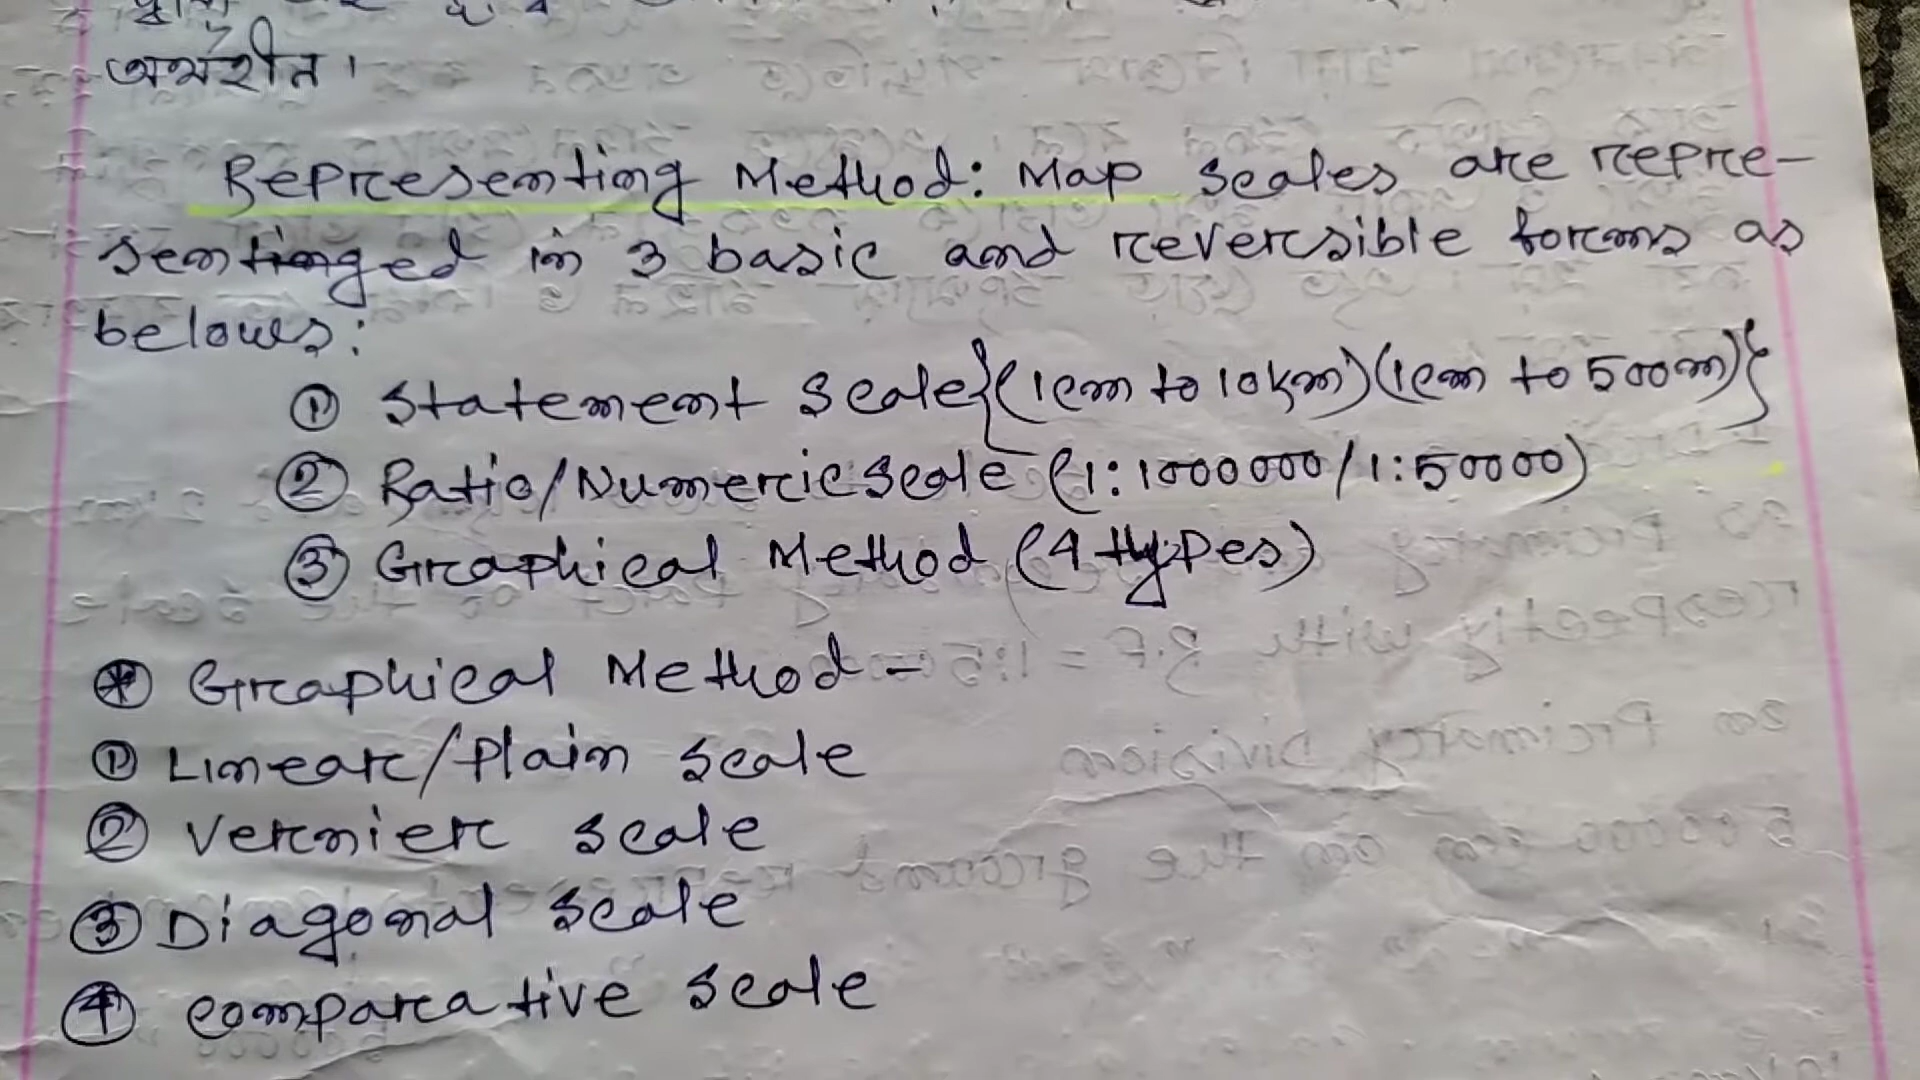 অর্থহীন।
Representing Method: Map Scales are repre-
sentinged in 3 basic and reversible forms as
belows:
① Statement Scale{(1cm to 10km)(1cm to 500m)}
② Ratio/Numeric Scale (1:1000000/1:50000)
③ Graphical Method (4 types)
* Graphical Method -
① Linear/Plain Scale
② Vernier Scale
③ Diagonal Scale
④ Comparative Scale